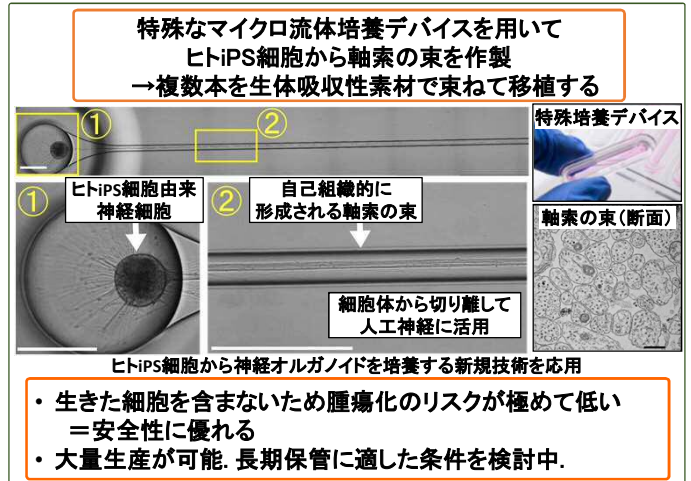 特殊なマイクロ流体培養デバイスを用いて
ヒトiPS細胞から軸索の束を作製
→複数本を生体吸収性素材で束ねて移植する
①
②
特殊培養デバイス
①
ヒトiPS細胞由来
神経細胞
②
自己組織的に
形成される軸索の束
細胞体から切り離して
人工神経に活用
軸索の束(断面)
ヒトiPS細胞から神経オルガノイドを培養する新規技術を応用
・ 生きた細胞を含まないため腫瘍化のリスクが極めて低い
＝安全性に優れる
・ 大量生産が可能. 長期保管に適した条件を検討中.